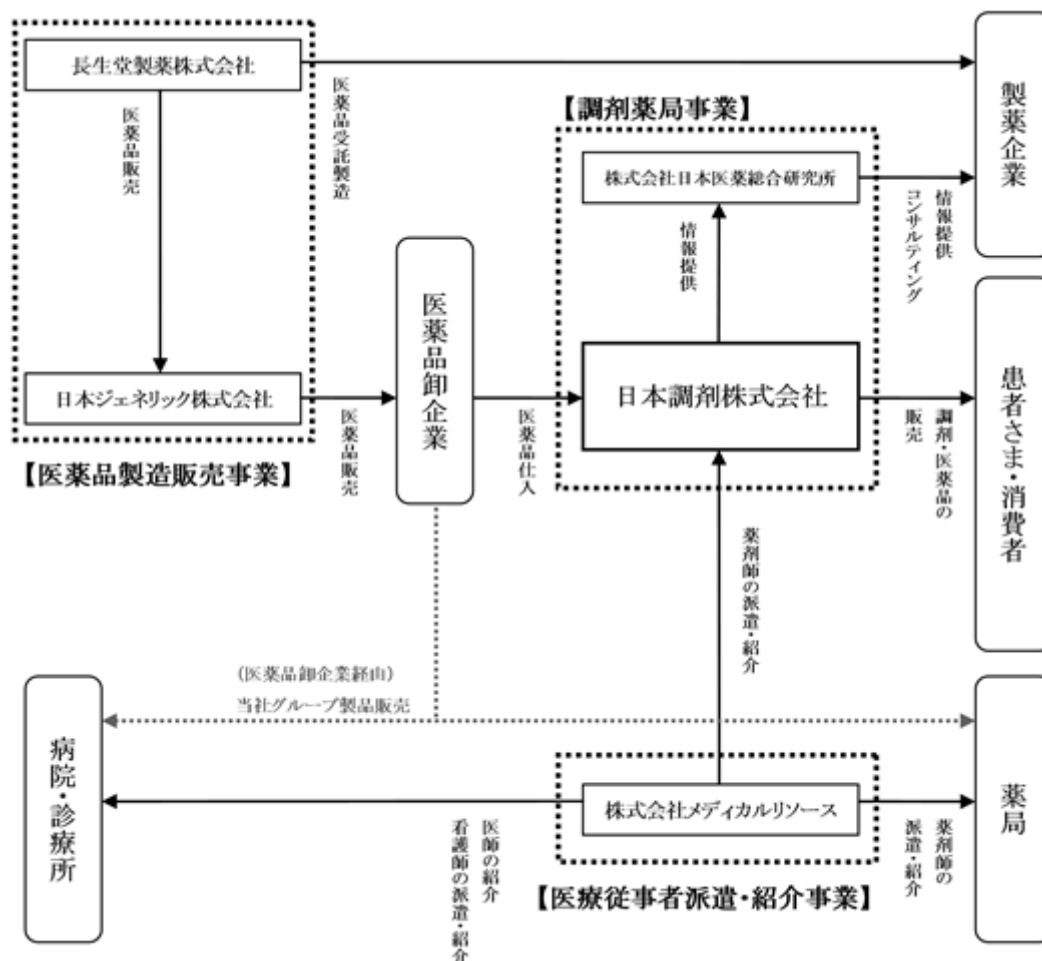 長生堂製薬株式会社
医薬品販売
医薬品受託製造
製薬企業
【調剤薬局事業】
株式会社日本医薬総合研究所
情報提供
コンサルティング
情報提供
医薬品卸企業
日本ジェネリック株式会社
医薬品販売
医薬品仕入
日本調剤株式会社
調剤・医薬品の
販売
患者さま・消費者
【医薬品製造販売事業】
薬剤師の派遣・紹介
(医薬品卸企業経由)
当社グループ製品販売
病院・診療所
株式会社メディカルリソース
薬局
医師の紹介
看護師の派遣・紹介
薬剤師の
派遣・紹介
【医療従事者派遣・紹介事業】